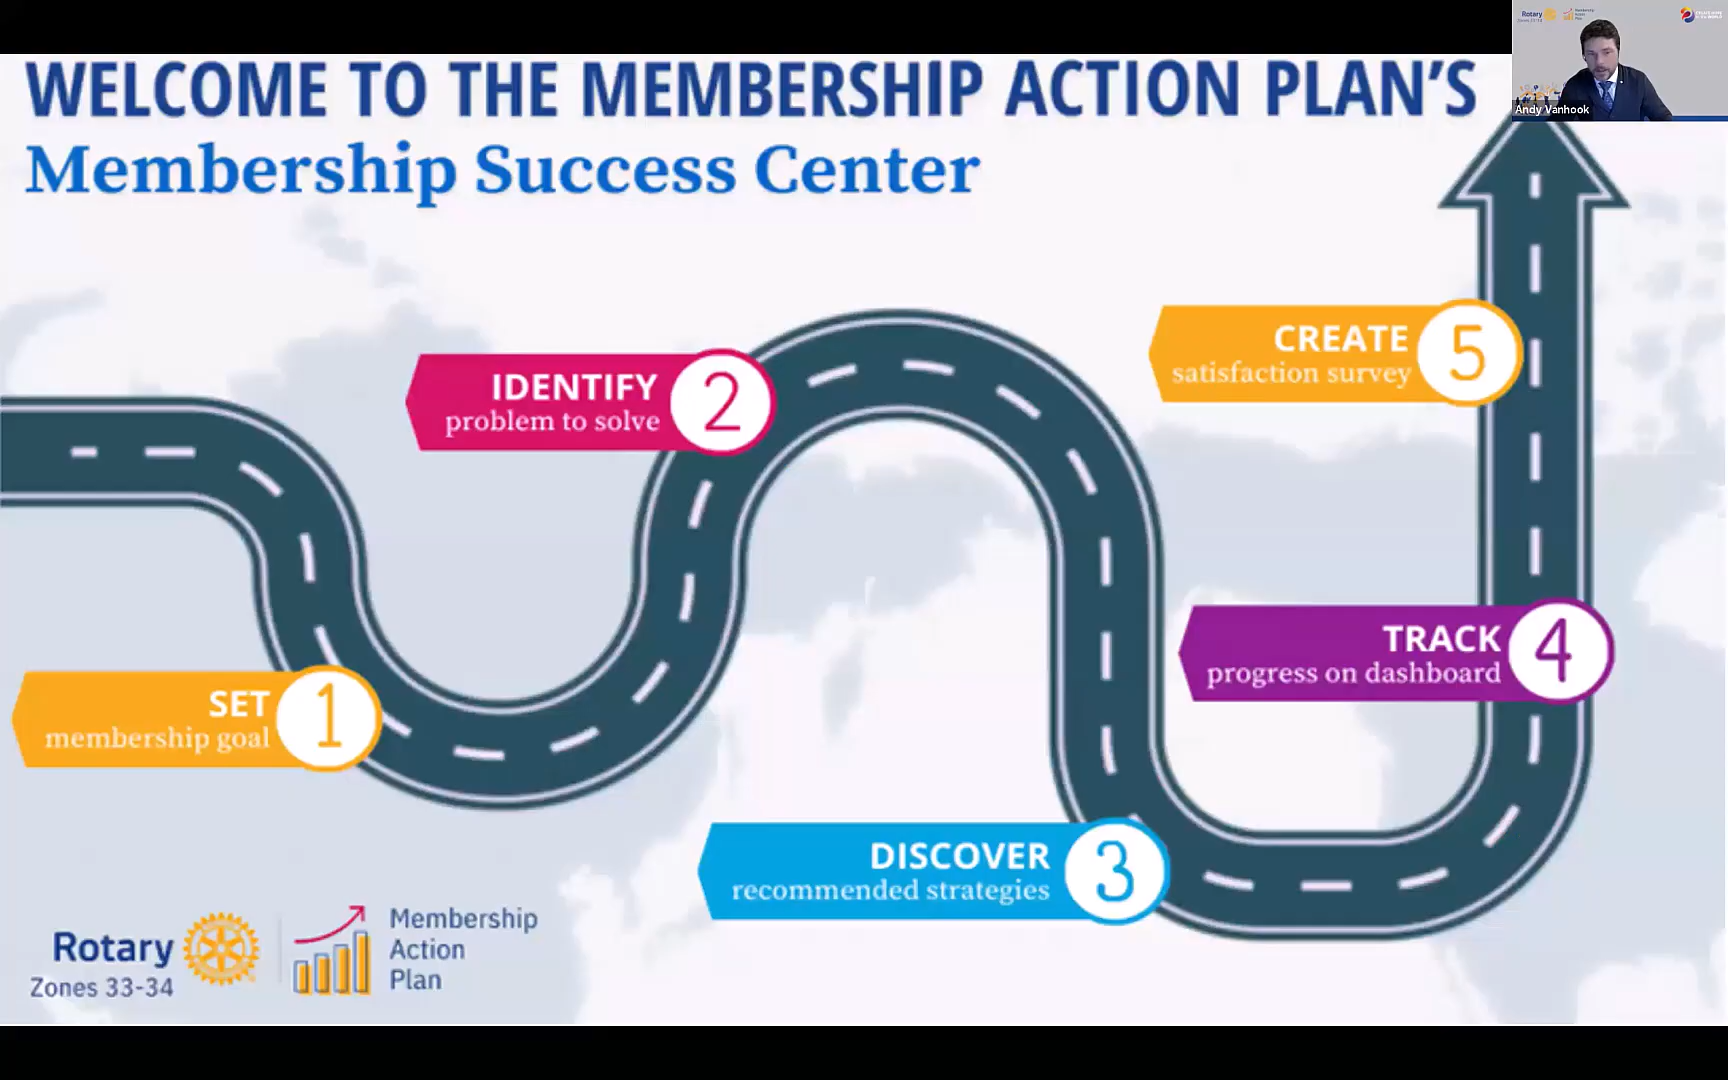 WELCOME TO THE MEMBERSHIP ACTION PLAN'S
Membership Success Center
Rotary
Andy Vanhook
CREATE
satisfaction survey
5
IDENTIFY
problem to solve
2
TRACK
progress on dashboard
4
SET
membership goal
1
DISCOVER
recommended strategies
3
Rotary
Zones 33-34
Membership
Action
Plan